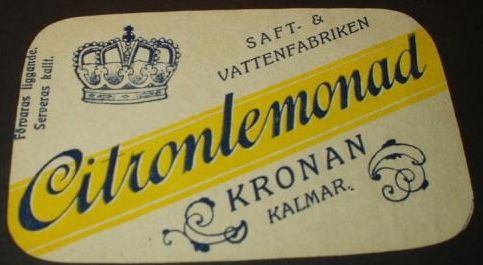 Förvaras liggande.
Serveras kallt.
SAFT- &
VATTENFABRIKEN
Citronlemonad
KRONAN
KALMAR.